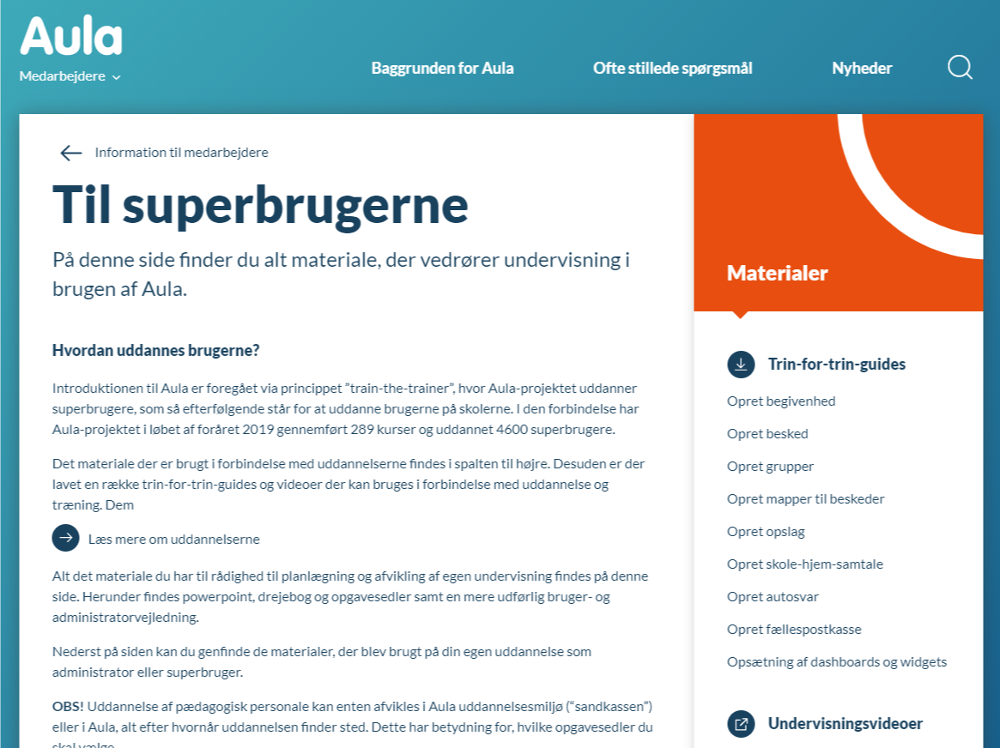 Aula
Medarbejdere
Baggrunden for Aula
Ofte stillede spørgsmål
Nyheder
Information til medarbejdere
Til superbrugerne
På denne side finder du alt materiale, der vedrører undervisning i
brugen af Aula.
Hvordan uddannes brugerne?
Introduktionen til Aula er foregået via princippet ”train-the-trainer”, hvor Aula-projektet uddanner
superbrugere, som så efterfølgende står for at uddanne brugerne på skolerne. I den forbindelse har
Aula-projektet i løbet af foråret 2019 gennemført 289 kurser og uddannet 4600 superbrugere.
Det materiale der er brugt i forbindelse med uddannelserne findes i spalten til højre. Desuden er der
lavet en række trin-for-trin-guides og videoer der kan bruges i forbindelse med uddannelse og
træning. Dem
Læs mere om uddannelserne
Alt det materiale du har til rådighed til planlægning og afvikling af egen undervisning findes på denne
side. Herunder findes powerpoint, drejebog og opgavesedler samt en mere udførlig bruger- og
administratorvejledning.
Nederst på siden kan du genfinde de materialer, der blev brugt på din egen uddannelse som
administrator eller superbruger.
OBS! Uddannelse af pædagogisk personale kan enten afvikles i Aula uddannelsesmiljø (“sandkassen”)
eller i Aula, alt efter hvornår uddannelsen finder sted. Dette har betydning for, hvilke opgavesedler du
skal vælge.
Materialer
Trin-for-trin-guides
Opret begivenhed
Opret besked
Opret grupper
Opret mapper til beskeder
Opret opslag
Opret skole-hjem-samtale
Opret autosvar
Opret fællespostkasse
Opsætning af dashboards og widgets
Undervisningsvideoer